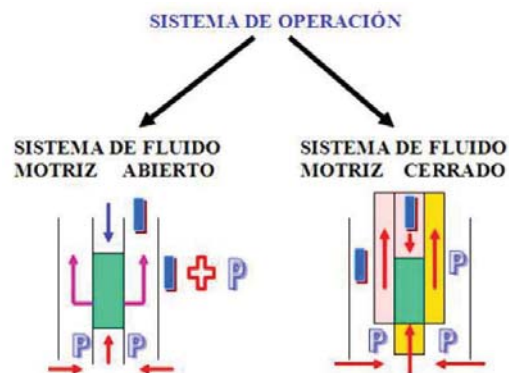 SISTEMA DE OPERACIÓN
SISTEMA DE FLUIDO
MOTRIZ ABIERTO
SISTEMA DE FLUIDO
MOTRIZ CERRADO
I
I + P
P P
I
I
P
P P